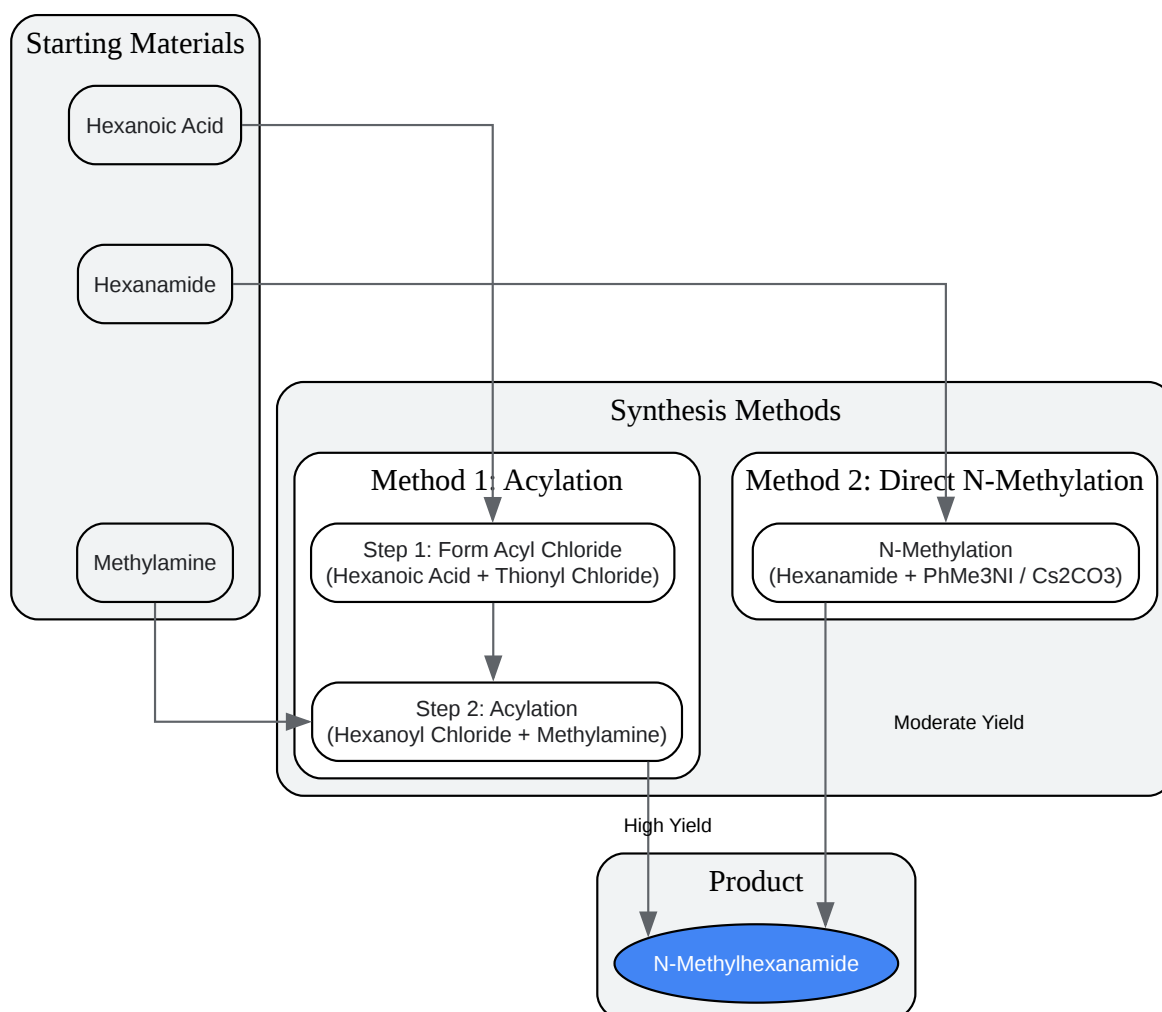 Starting Materials
Hexanoic Acid
Hexanamide
Methylamine
Synthesis Methods
Method 1: Acylation
Step 1: Form Acyl Chloride
(Hexanoic Acid + Thionyl Chloride)
Step 2: Acylation
(Hexanoyl Chloride + Methylamine)
Method 2: Direct N-Methylation
N-Methylation
(Hexanamide + PhMe3NI / Cs2CO3)
Moderate Yield
High Yield
Product
N-Methylhexanamide